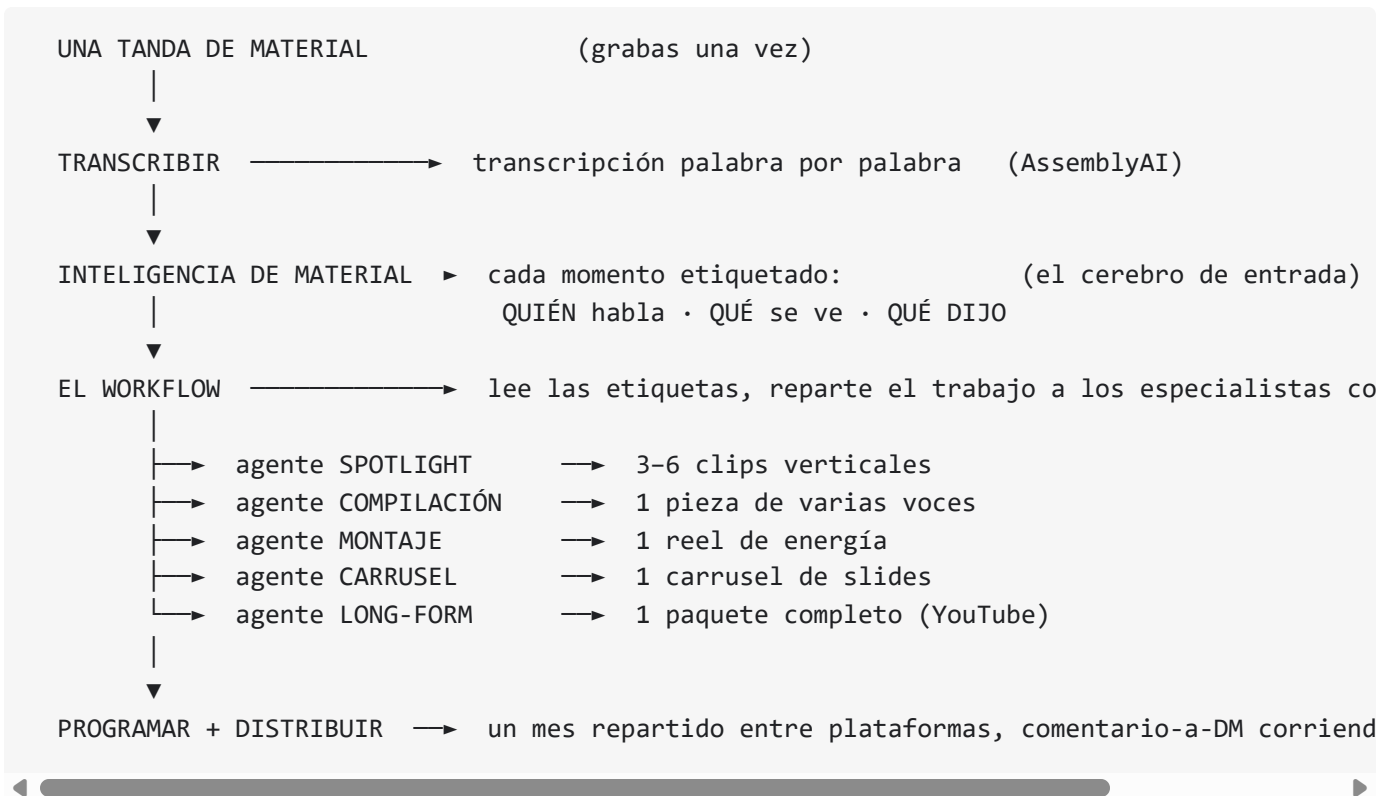 UNA TANDA DE MATERIAL (grabas una vez)
TRANSCRIBIR ► transcripción palabra por palabra (AssemblyAI)
INTELIGENCIA DE MATERIAL ► cada momento etiquetado: (el cerebro de entrada)
QUIÉN habla · QUÉ se ve · QUÉ DIJO
EL WORKFLOW ► lee las etiquetas, reparte el trabajo a los especialistas co
agente SPOTLIGHT ► 3–6 clips verticales
agente COMPILACIÓN ► 1 pieza de varias voces
agente MONTAJE ► 1 reel de energía
agente CARRUSEL ► 1 carrusel de slides
agente LONG-FORM ► 1 paquete completo (YouTube)
PROGRAMAR + DISTRIBUIR ► un mes repartido entre plataformas, comentario-a-DM corriend